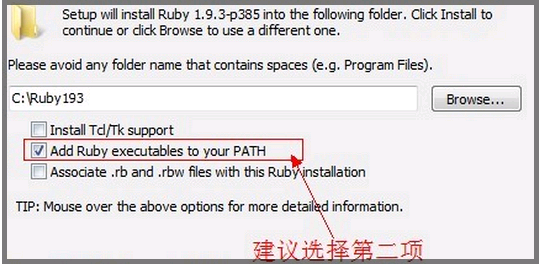 Setup will install Ruby 1.9.3-p385 into the following folder. Click Install to
continue or click Browse to use a different one.
Please avoid any folder name that contains spaces (e.g. Program Files).
C:\Ruby193
Browse...
Install Tcl/Tk support
Add Ruby executables to your PATH
Associate .rb and .rbw files with this Ruby installation
TIP: Mouse over the above options for more detailed information.
建议选择第二项